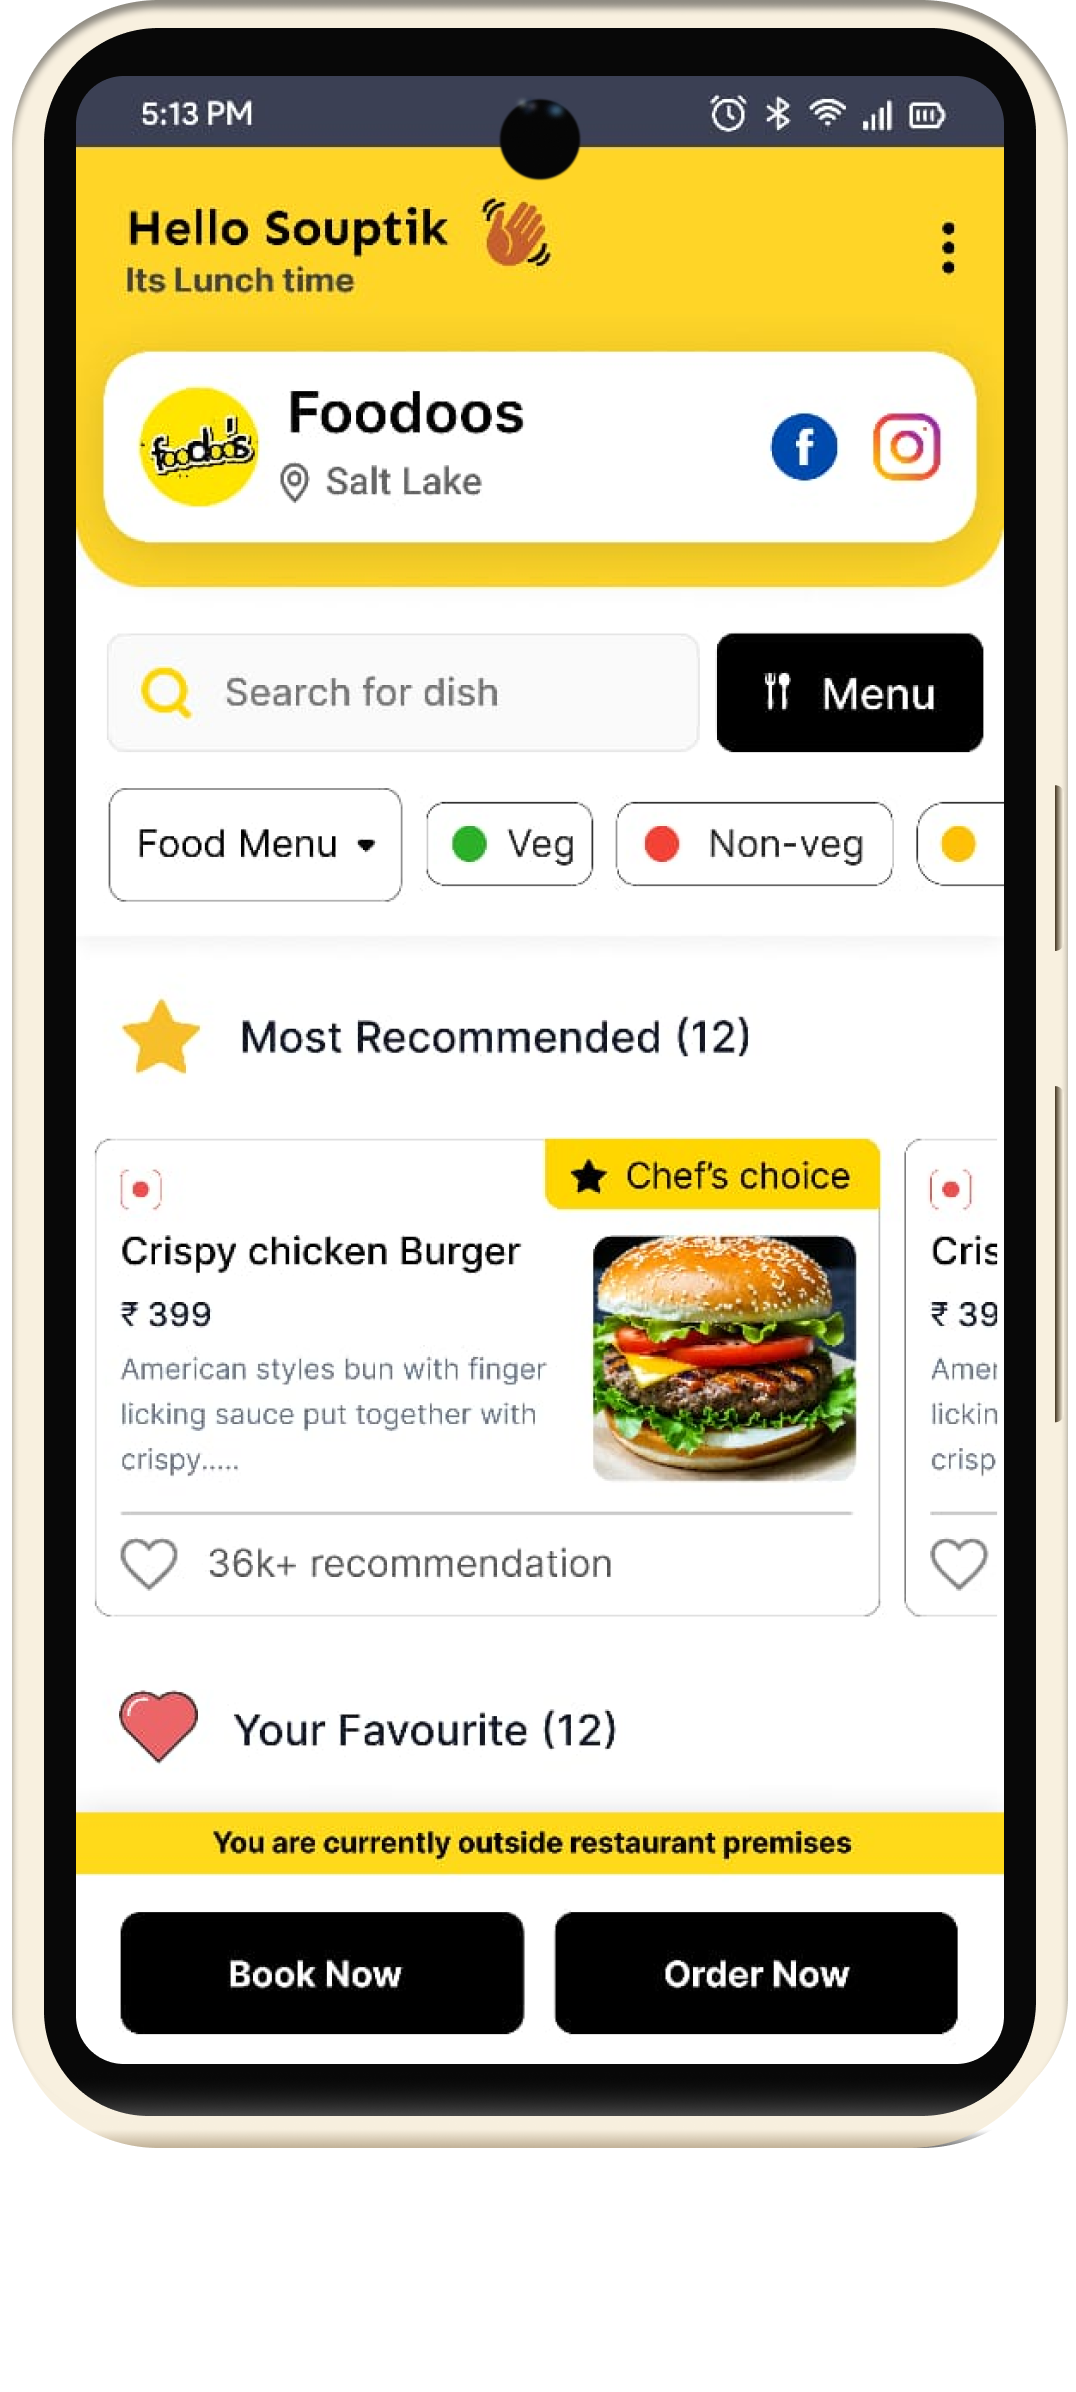 5:13 PM
Hello Souptik
Its Lunch time
foodoos
Foodoos
Salt Lake
Search for dish
Menu
Food Menu
Veg
Non-veg
Most Recommended (12)
Chef's choice
Crispy chicken Burger
₹ 399
American styles bun with finger
licking sauce put together with
crispy.....
36k+ recommendation
Cris
₹ 39
Amer
lickin
crisp
Your Favourite (12)
You are currently outside restaurant premises
Book Now
Order Now